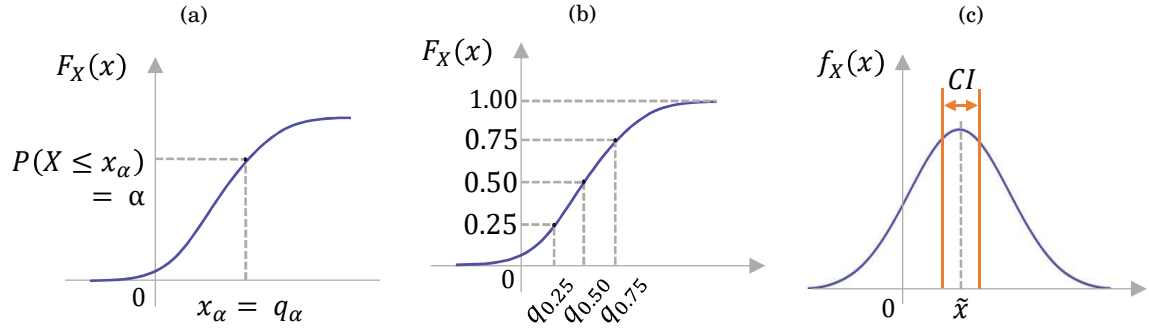 (a)
F_X(x)
P(X ≤ x_α)
= α
0
x_α = q_α
(b)
F_X(x)
1.00
0.75
0.50
0.25
0
q_0.25
q_0.50
q_0.75
(c)
f_X(x)
CI
0
x̃